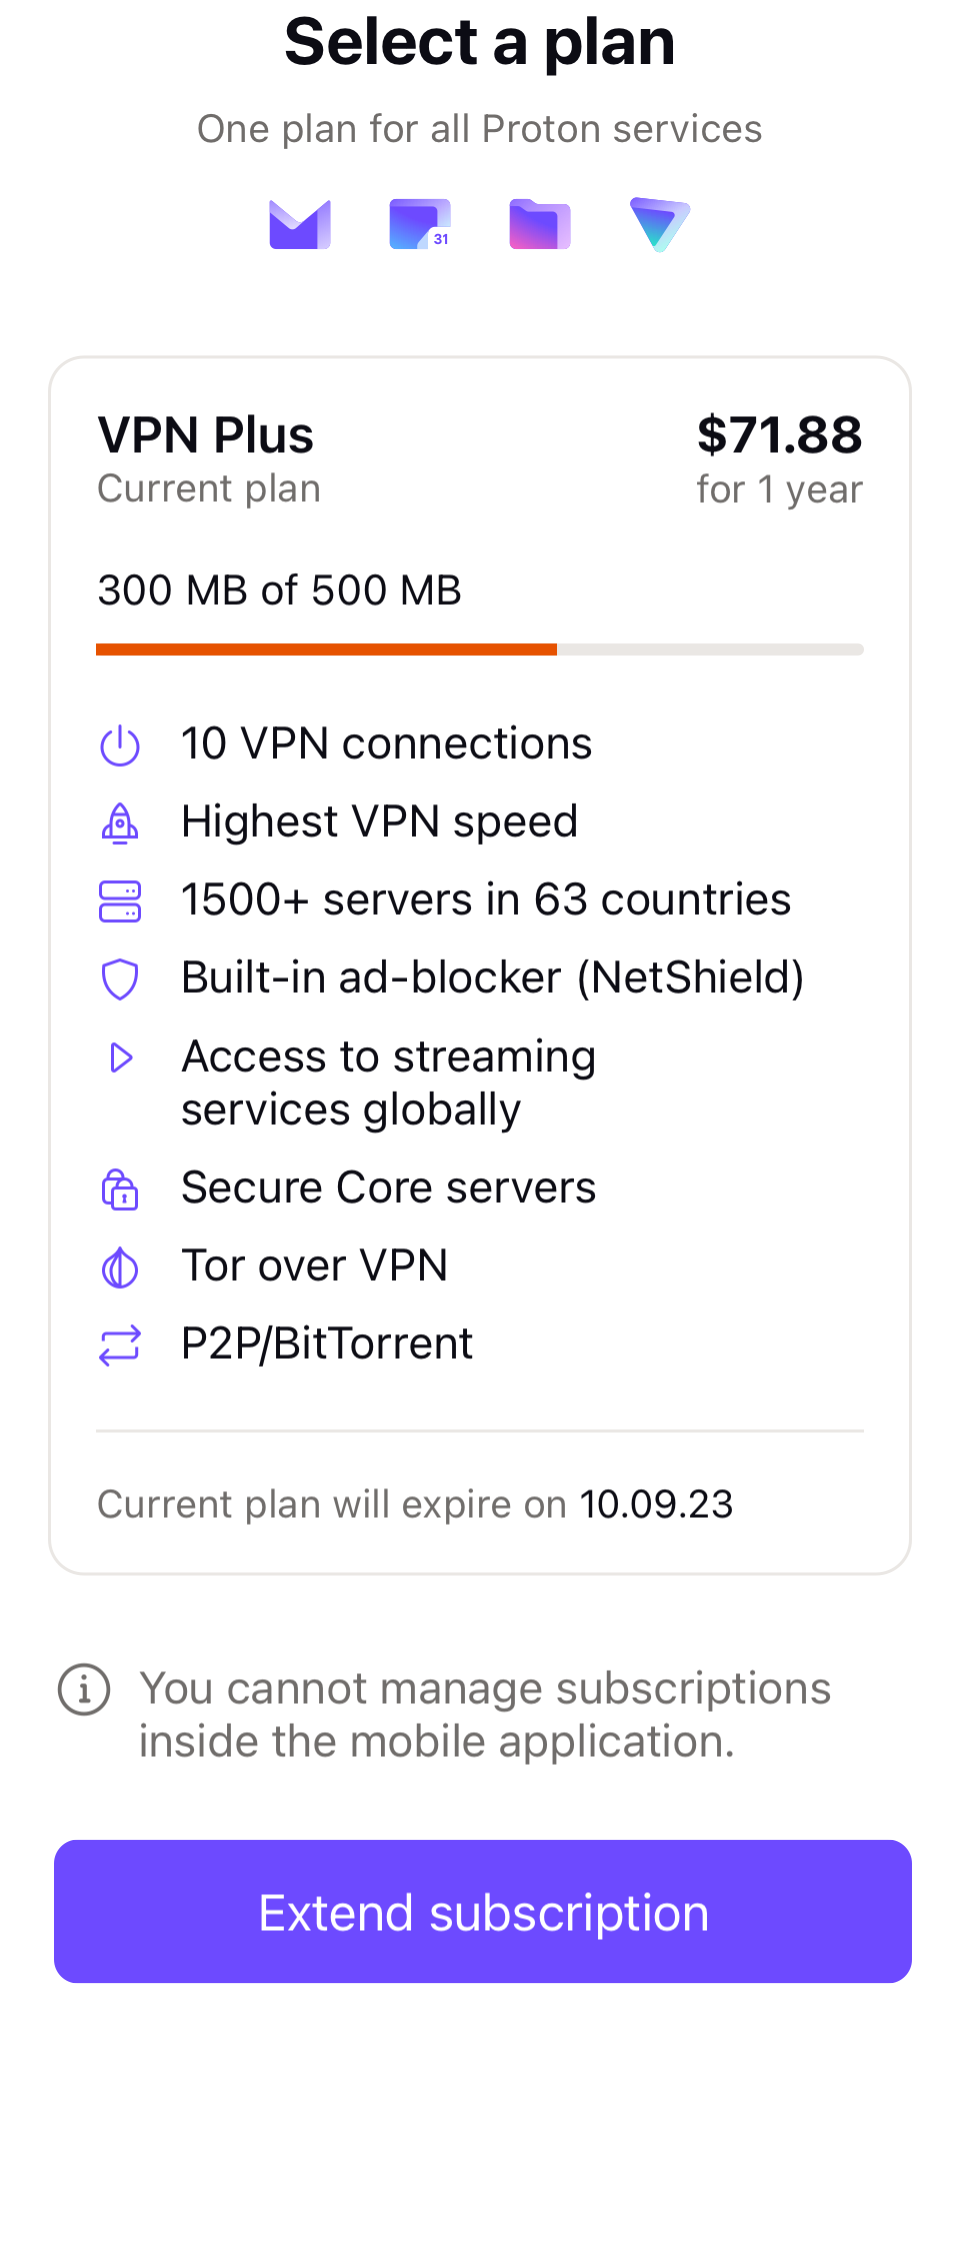 Select a plan
One plan for all Proton services
31
VPN Plus
$71.88
Current plan
for 1 year
300 MB of 500 MB
10 VPN connections
Highest VPN speed
1500+ servers in 63 countries
Built-in ad-blocker (NetShield)
Access to streaming
services globally
Secure Core servers
Tor over VPN
P2P/BitTorrent
Current plan will expire on 10.09.23
You cannot manage subscriptions
inside the mobile application.
Extend subscription